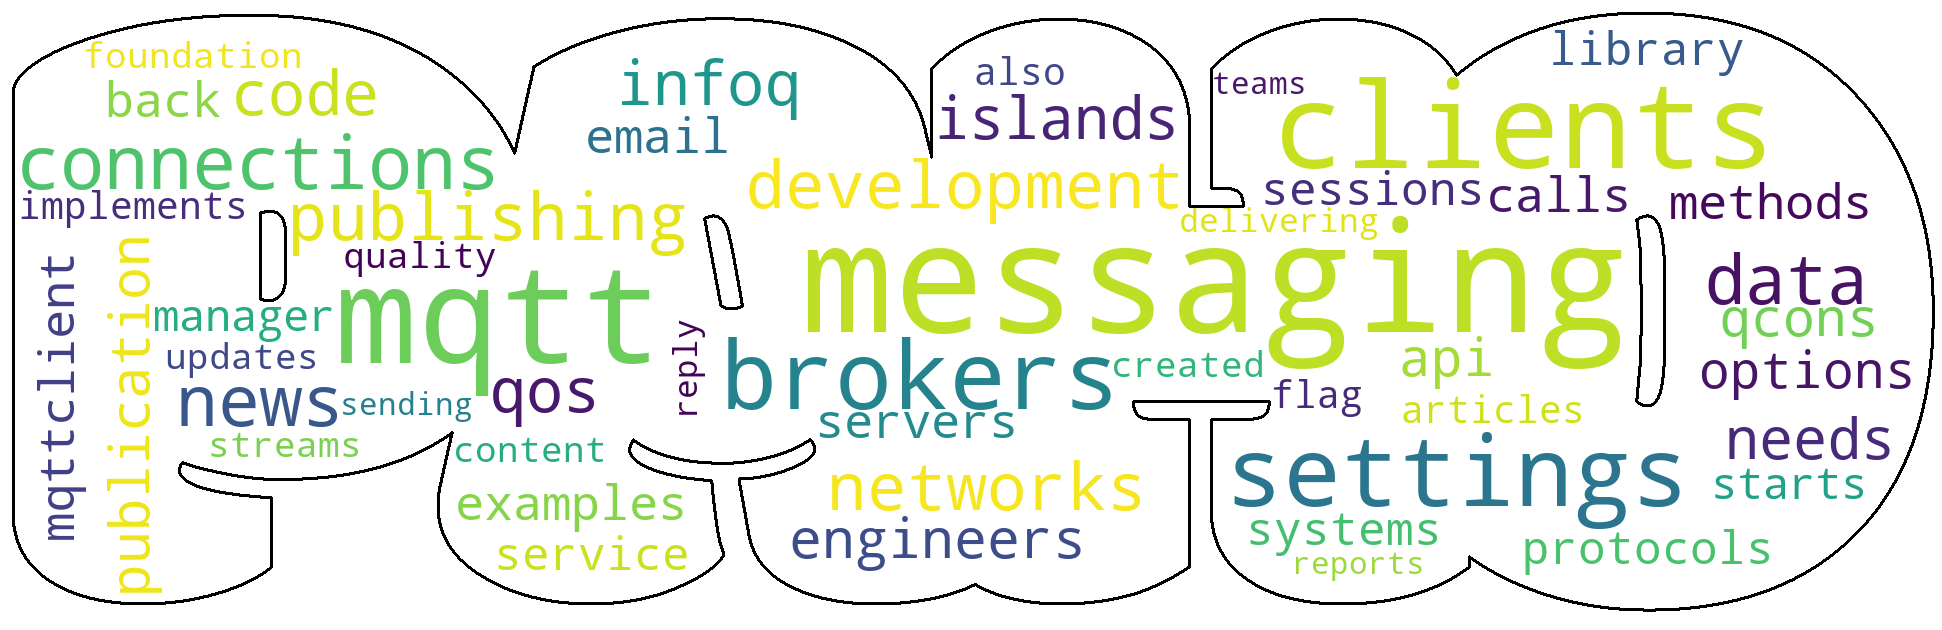 foundation
back
code
connections
implements
publishing
quality
mqtt
mqttclient
publication
manager
updates
news
sending
streams
qos
reply
content
examples
service
infoq
email
also
islands
development
messaging
brokers
servers
created
networks
engineers
teams
clients
library
sessions
calls
methods
delivering
data
qcons
api
options
flag
articles
settings
needs
starts
systems
protocols
reports